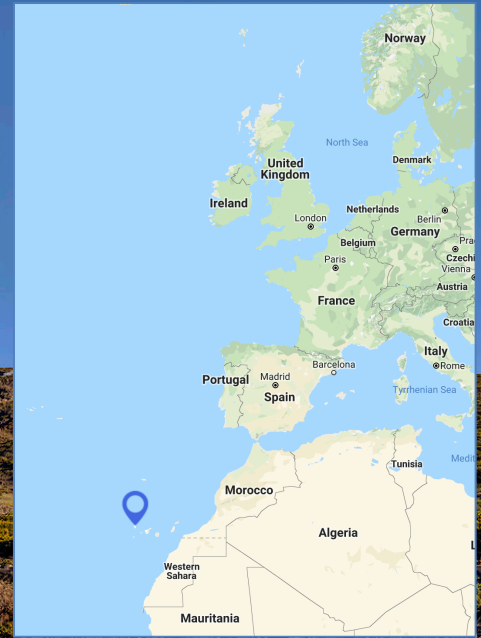 Norway
North Sea
Denmark
United
Kingdom
Ireland
Netherlands
London
Berlin
Germany
Belgium
Pra
Paris
Czechi
Vienna
Austria
France
Croatia
Italy
Barcelona
Rome
Portugal
Madrid
Spain
Tyrrhenian Sea
Tunisia
Medit
Morocco
Algeria
L
Western
Sahara
Mauritania